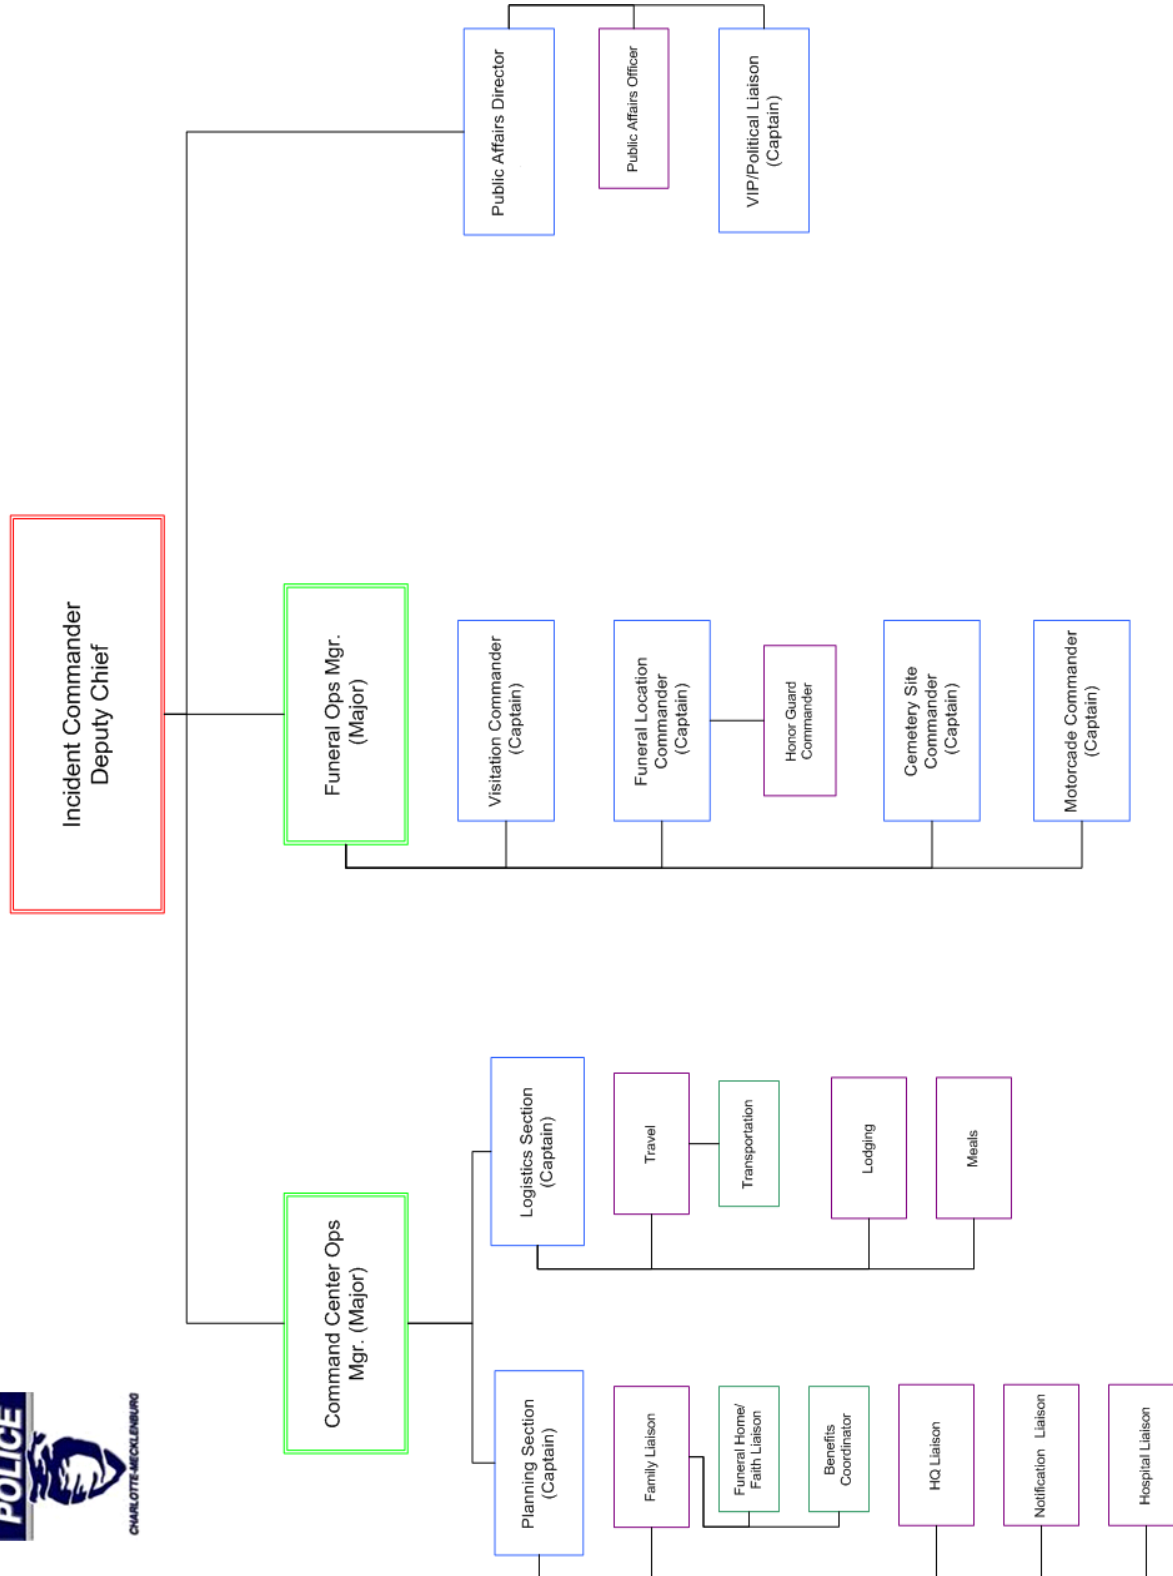 POLICE
CHARLOTTE-MECKLENBURG
Incident Commander
Deputy Chief
Command Center Ops
Mgr. (Major)
Funeral Ops Mgr.
(Major)
Public Affairs Director
Public Affairs Officer
VIP/Political Liaison
(Captain)
Planning Section
(Captain)
Family Liaison
Funeral Home/
Faith Liaison
Benefits
Coordinator
HQ Liaison
Notification Liaison
Hospital Liaison
Logistics Section
(Captain)
Travel
Transportation
Lodging
Meals
Visitation Commander
(Captain)
Funeral Location
Commander
(Captain)
Honor Guard
Commander
Cemetery Site
Commander
(Captain)
Motorcade Commander
(Captain)